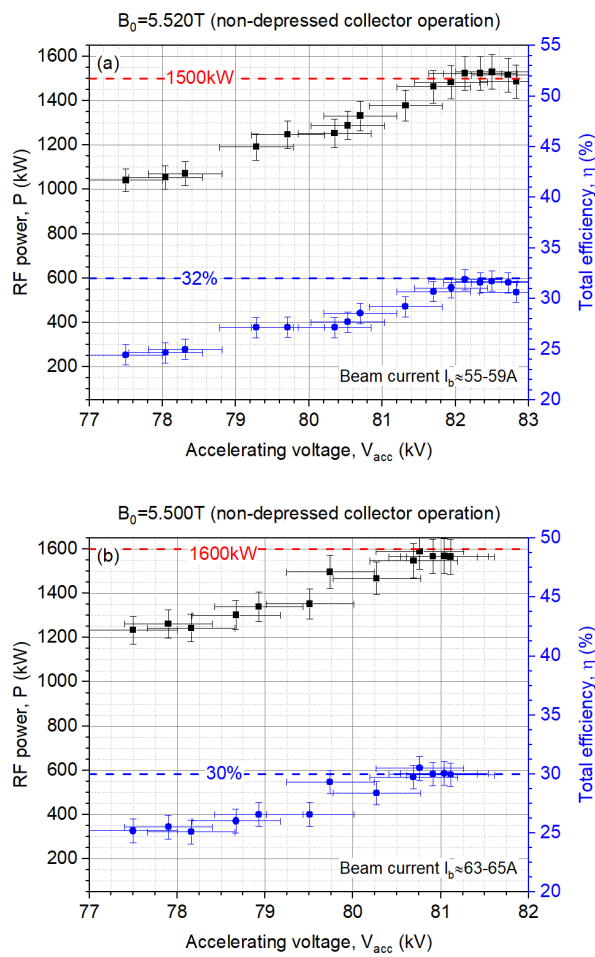 B₀=5.520T (non-depressed collector operation)
(a)
1500kW
32%
Beam current I_b≈55-59A
RF power, P (kW)
1600
1400
1200
1000
800
600
400
200
Total efficiency, η (%)
55
50
45
40
35
30
25
20
77 78 79 80 81 82 83
Accelerating voltage, V_acc (kV)
B₀=5.500T (non-depressed collector operation)
(b)
1600kW
30%
Beam current I_b≈63-65A
RF power, P (kW)
1600
1400
1200
1000
800
600
400
200
Total efficiency, η (%)
50
45
40
35
30
25
20
77 78 79 80 81 82
Accelerating voltage, V_acc (kV)